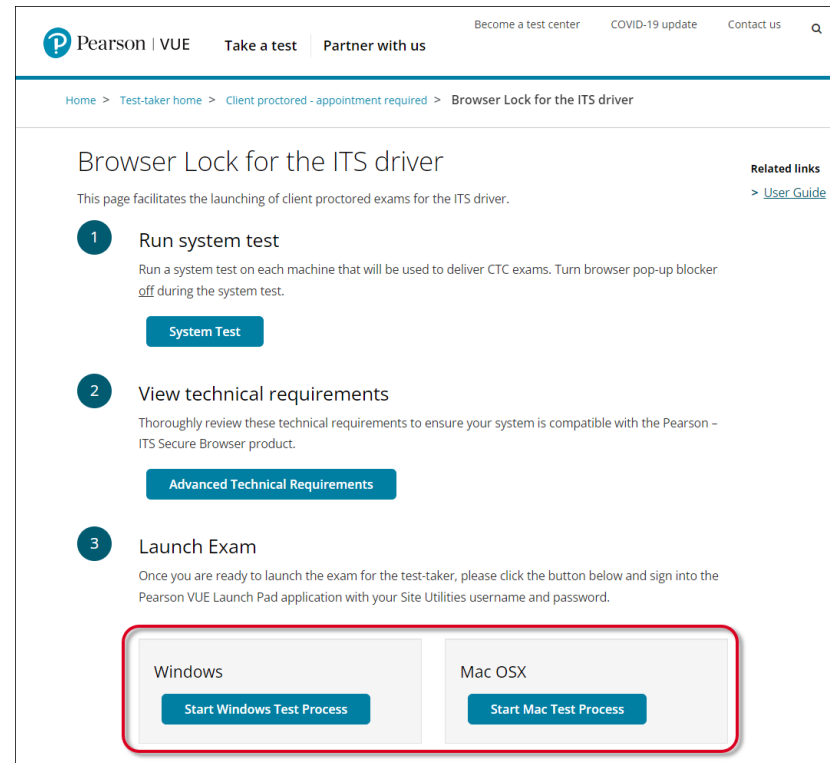 Become a test center COVID-19 update Contact us
Pearson | VUE Take a test Partner with us
Home > Test-taker home > Client proctored - appointment required > Browser Lock for the ITS driver
Browser Lock for the ITS driver
Related links
This page facilitates the launching of client proctored exams for the ITS driver.
> User Guide
1 Run system test
Run a system test on each machine that will be used to deliver CTC exams. Turn browser pop-up blocker
off during the system test.
System Test
2 View technical requirements
Thoroughly review these technical requirements to ensure your system is compatible with the Pearson –
ITS Secure Browser product.
Advanced Technical Requirements
3 Launch Exam
Once you are ready to launch the exam for the test-taker, please click the button below and sign into the
Pearson VUE Launch Pad application with your Site Utilities username and password.
Windows Mac OSX
Start Windows Test Process Start Mac Test Process